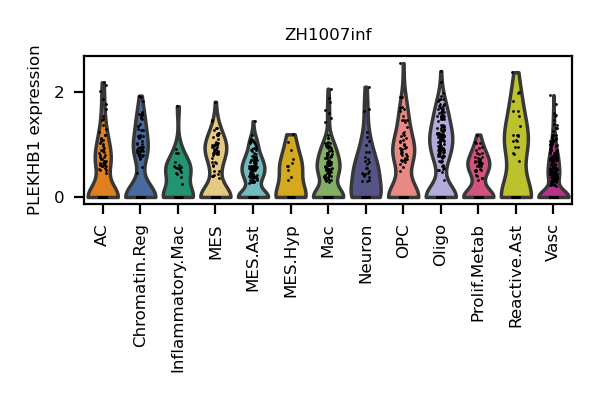 ZH1007inf
PLEKHB1 expression
2
0
AC
Chromatin.Reg
Inflammatory.Mac
MES
MES.Ast
MES.Hyp
Mac
Neuron
OPC
Oligo
Prolif.Metab
Reactive.Ast
Vasc